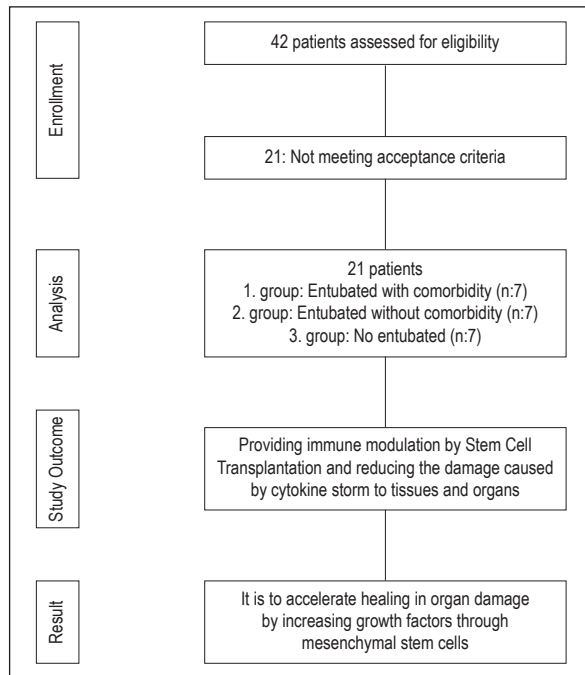 Enrollment
42 patients assessed for eligibility
21: Not meeting acceptance criteria
Analysis
21 patients
1. group: Entubated with comorbidity (n:7)
2. group: Entubated without comorbidity (n:7)
3. group: No entubated (n:7)
Study Outcome
Providing immune modulation by Stem Cell
Transplantation and reducing the damage caused
by cytokine storm to tissues and organs
Result
It is to accelerate healing in organ damage
by increasing growth factors through
mesenchymal stem cells